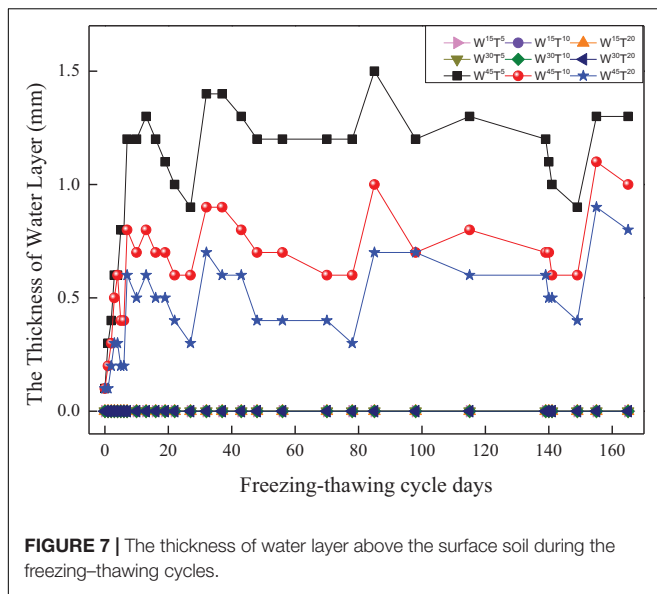 W15T5 W15T10 W15T20
W30T5 W30T10 W30T20
W45T5 W45T10 W45T20
The Thickness of Water Layer (mm)
1.5
1.0
0.5
0.0
0 20 40 60 80 100 120 140 160
Freezing-thawing cycle days
FIGURE 7 | The thickness of water layer above the surface soil during the
freezing–thawing cycles.